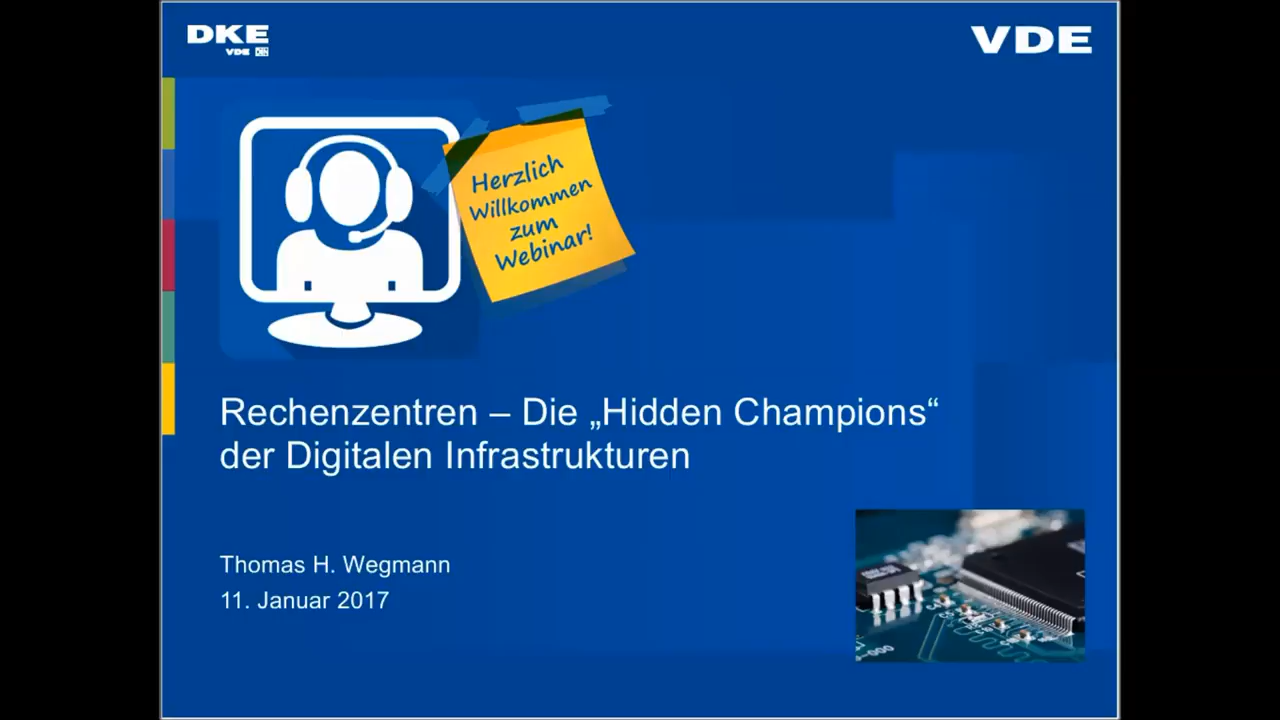 DKE
VDE DIN
VDE
Herzlich
Willkommen
zum
Webinar!
Rechenzentren – Die „Hidden Champions“
der Digitalen Infrastrukturen
Thomas H. Wegmann
11. Januar 2017